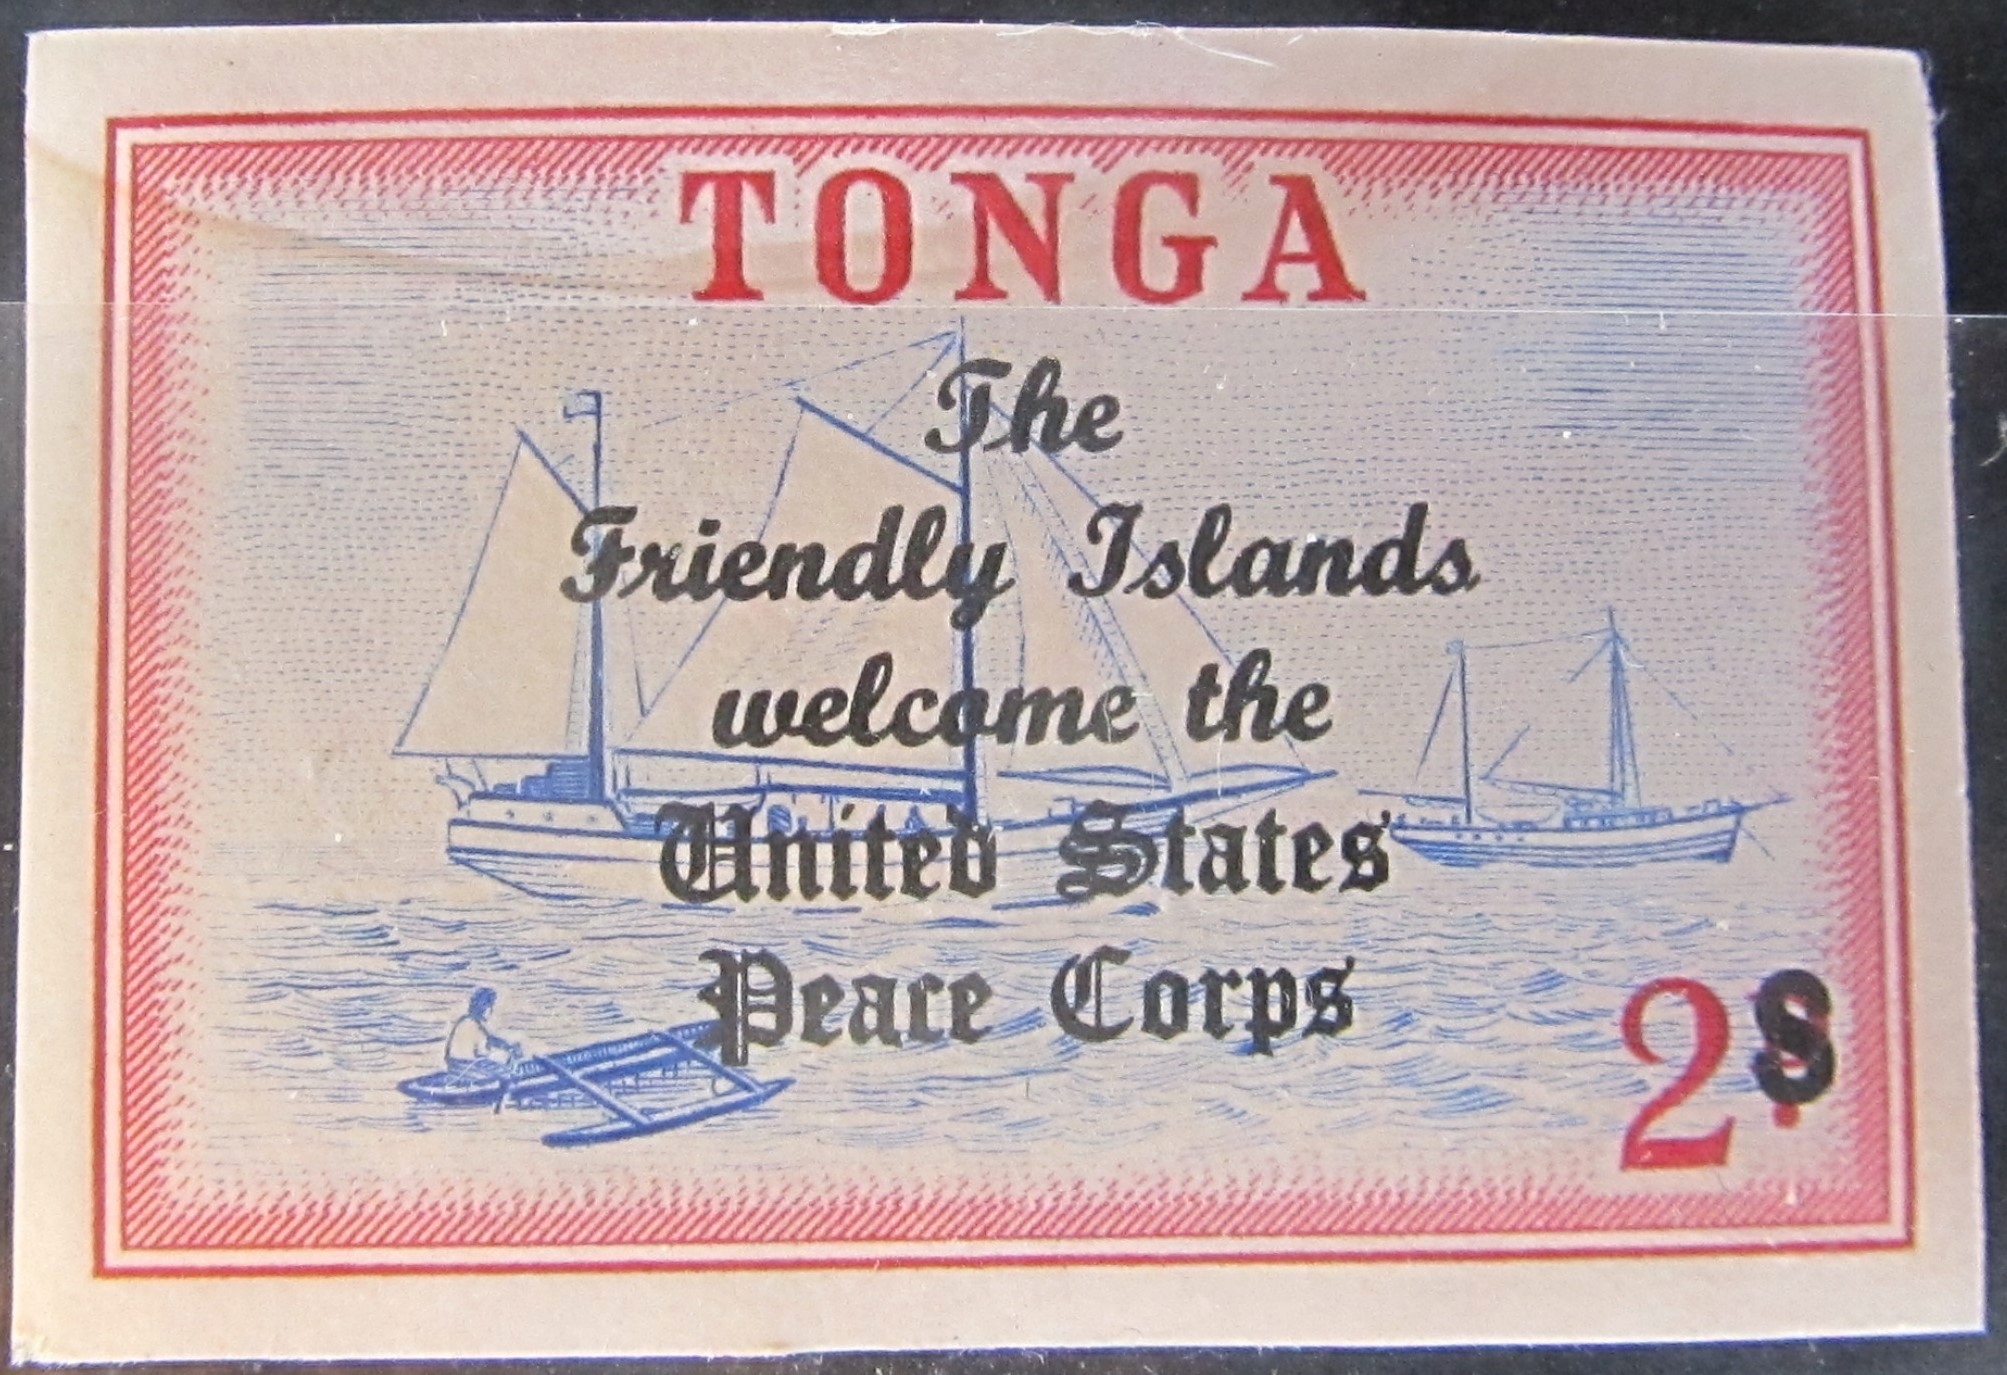 TONGA
The
Friendly Islands
welcome the
United States
Peace Corps
2s